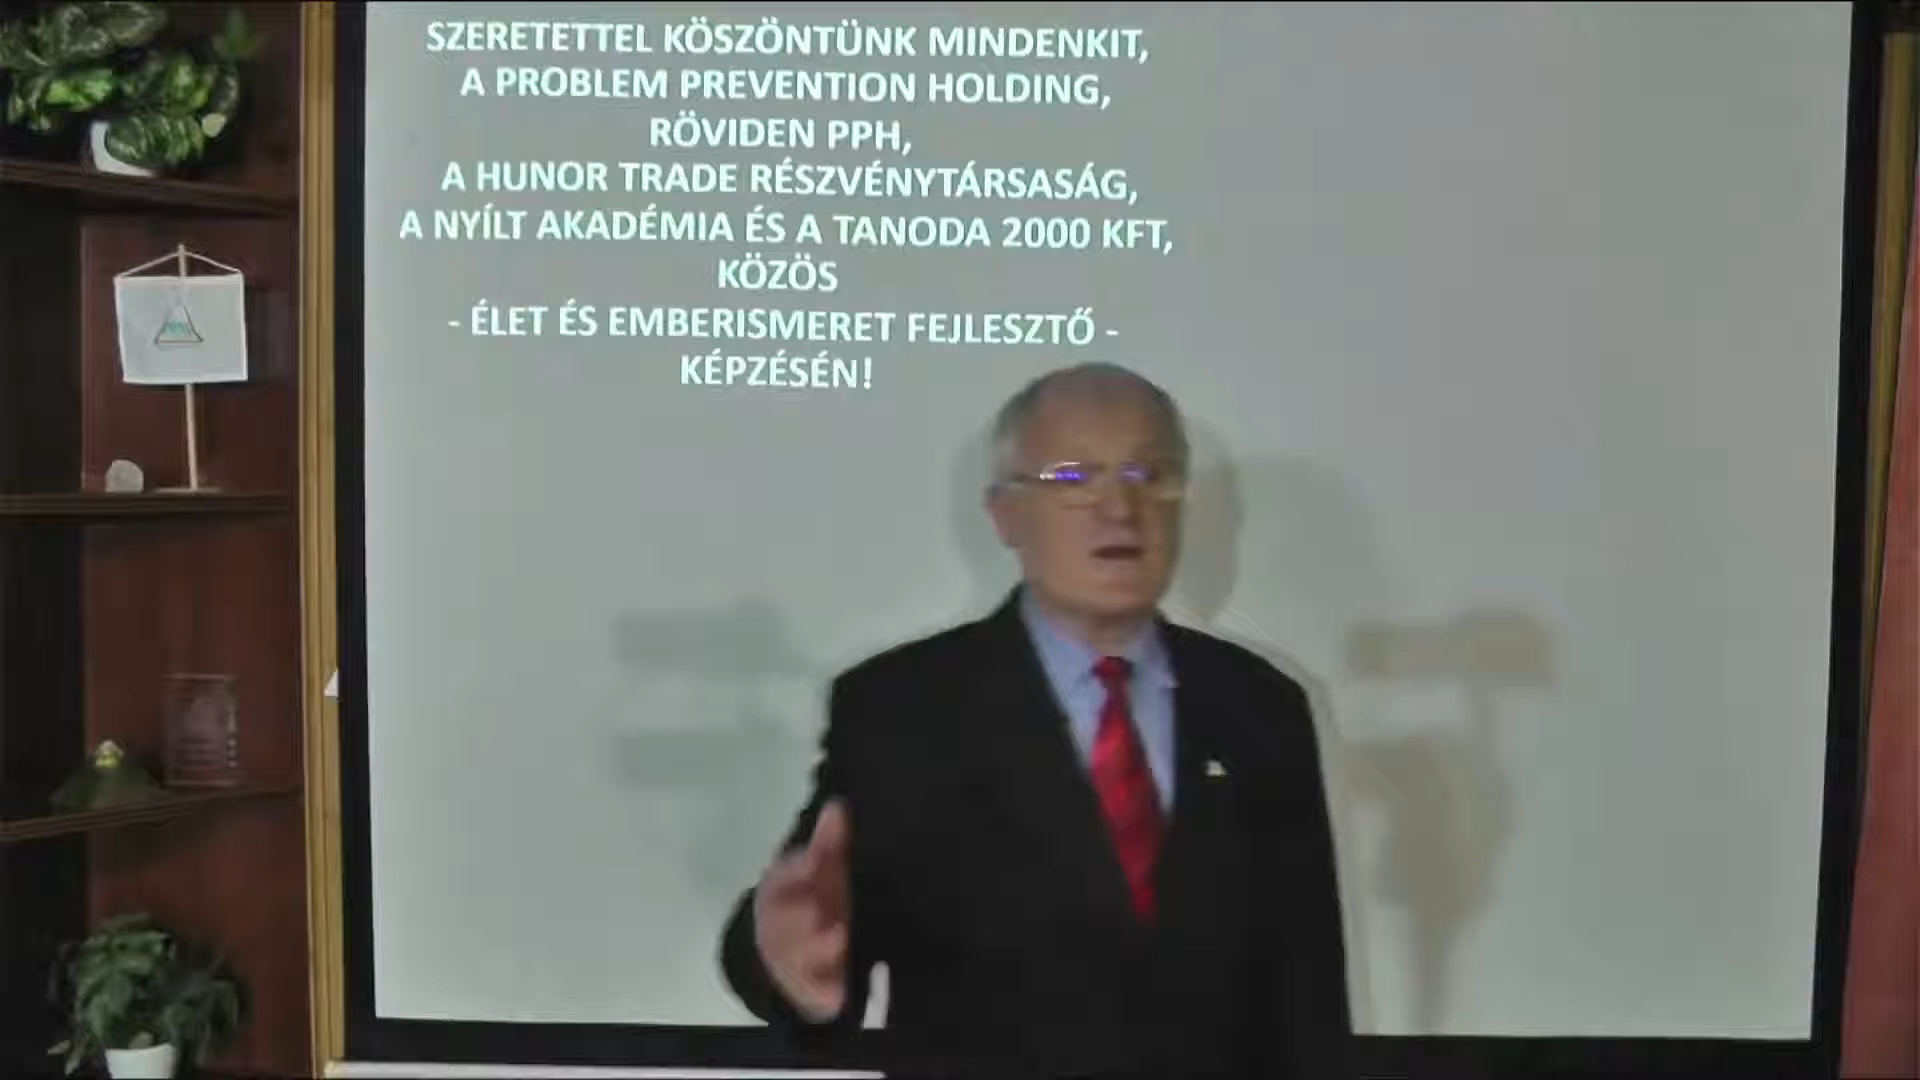 SZERETETTEL KÖSZÖNTÜNK MINDENKIT,
A PROBLEM PREVENTION HOLDING,
RÖVIDEN PPH,
A HUNOR TRADE RÉSZVÉNYTÁRSASÁG,
A NYÍLT AKADÉMIA ÉS A TANODA 2000 KFT,
KÖZÖS
- ÉLET ÉS EMBERISMERET FEJLESZTŐ -
KÉPZÉSÉN!